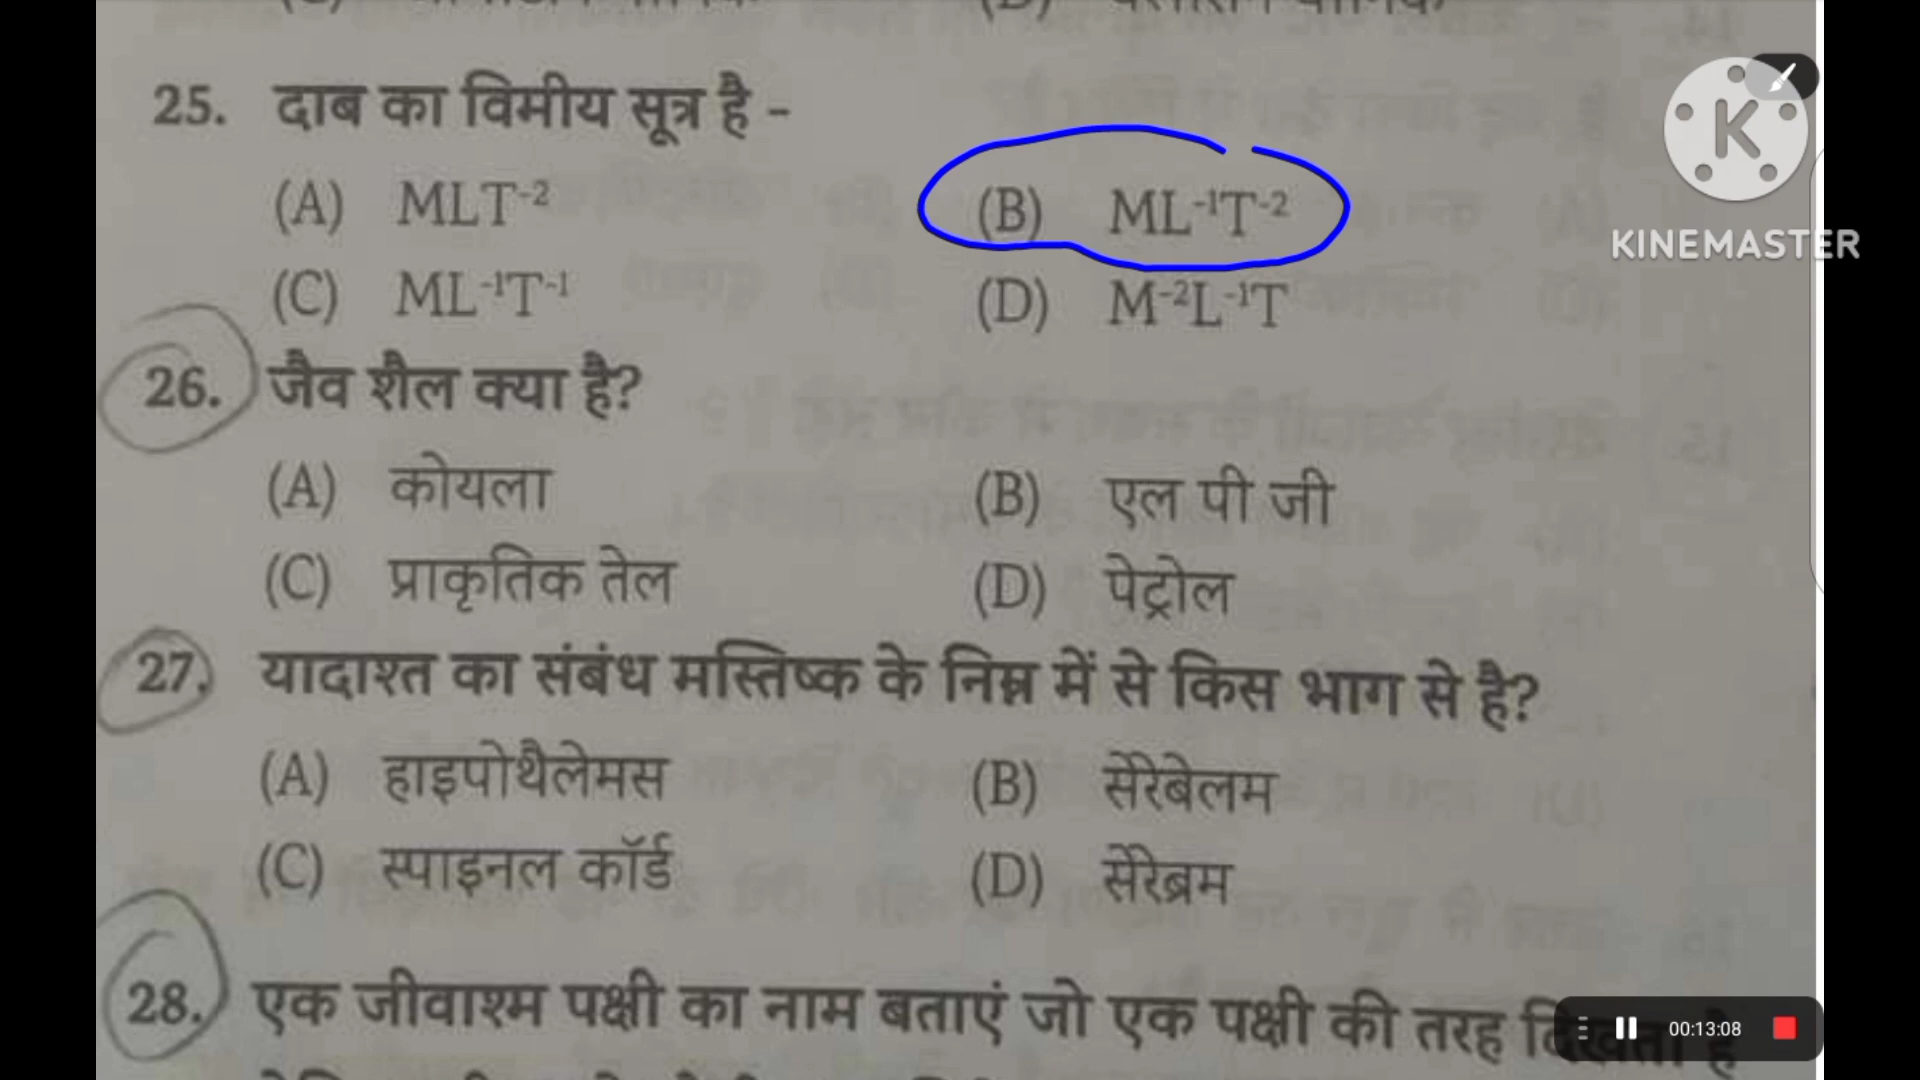 25. दाब का विमीय सूत्र है -
(A) MLT⁻² (B) ML⁻¹T⁻²
(C) ML⁻¹T⁻¹ (D) M⁻²L⁻¹T
26. जैव शैल क्या है?
(A) कोयला (B) एल पी जी
(C) प्राकृतिक तेल (D) पेट्रोल
27. यादाश्त का संबंध मस्तिष्क के निम्न में से किस भाग से है?
(A) हाइपोथैलेमस (B) सेरेबेलम
(C) स्पाइनल कॉर्ड (D) सेरेब्रम
28. एक जीवाश्म पक्षी का नाम बताएं जो एक पक्षी की तरह दिखता है
K
KINEMASTER
00:13:08